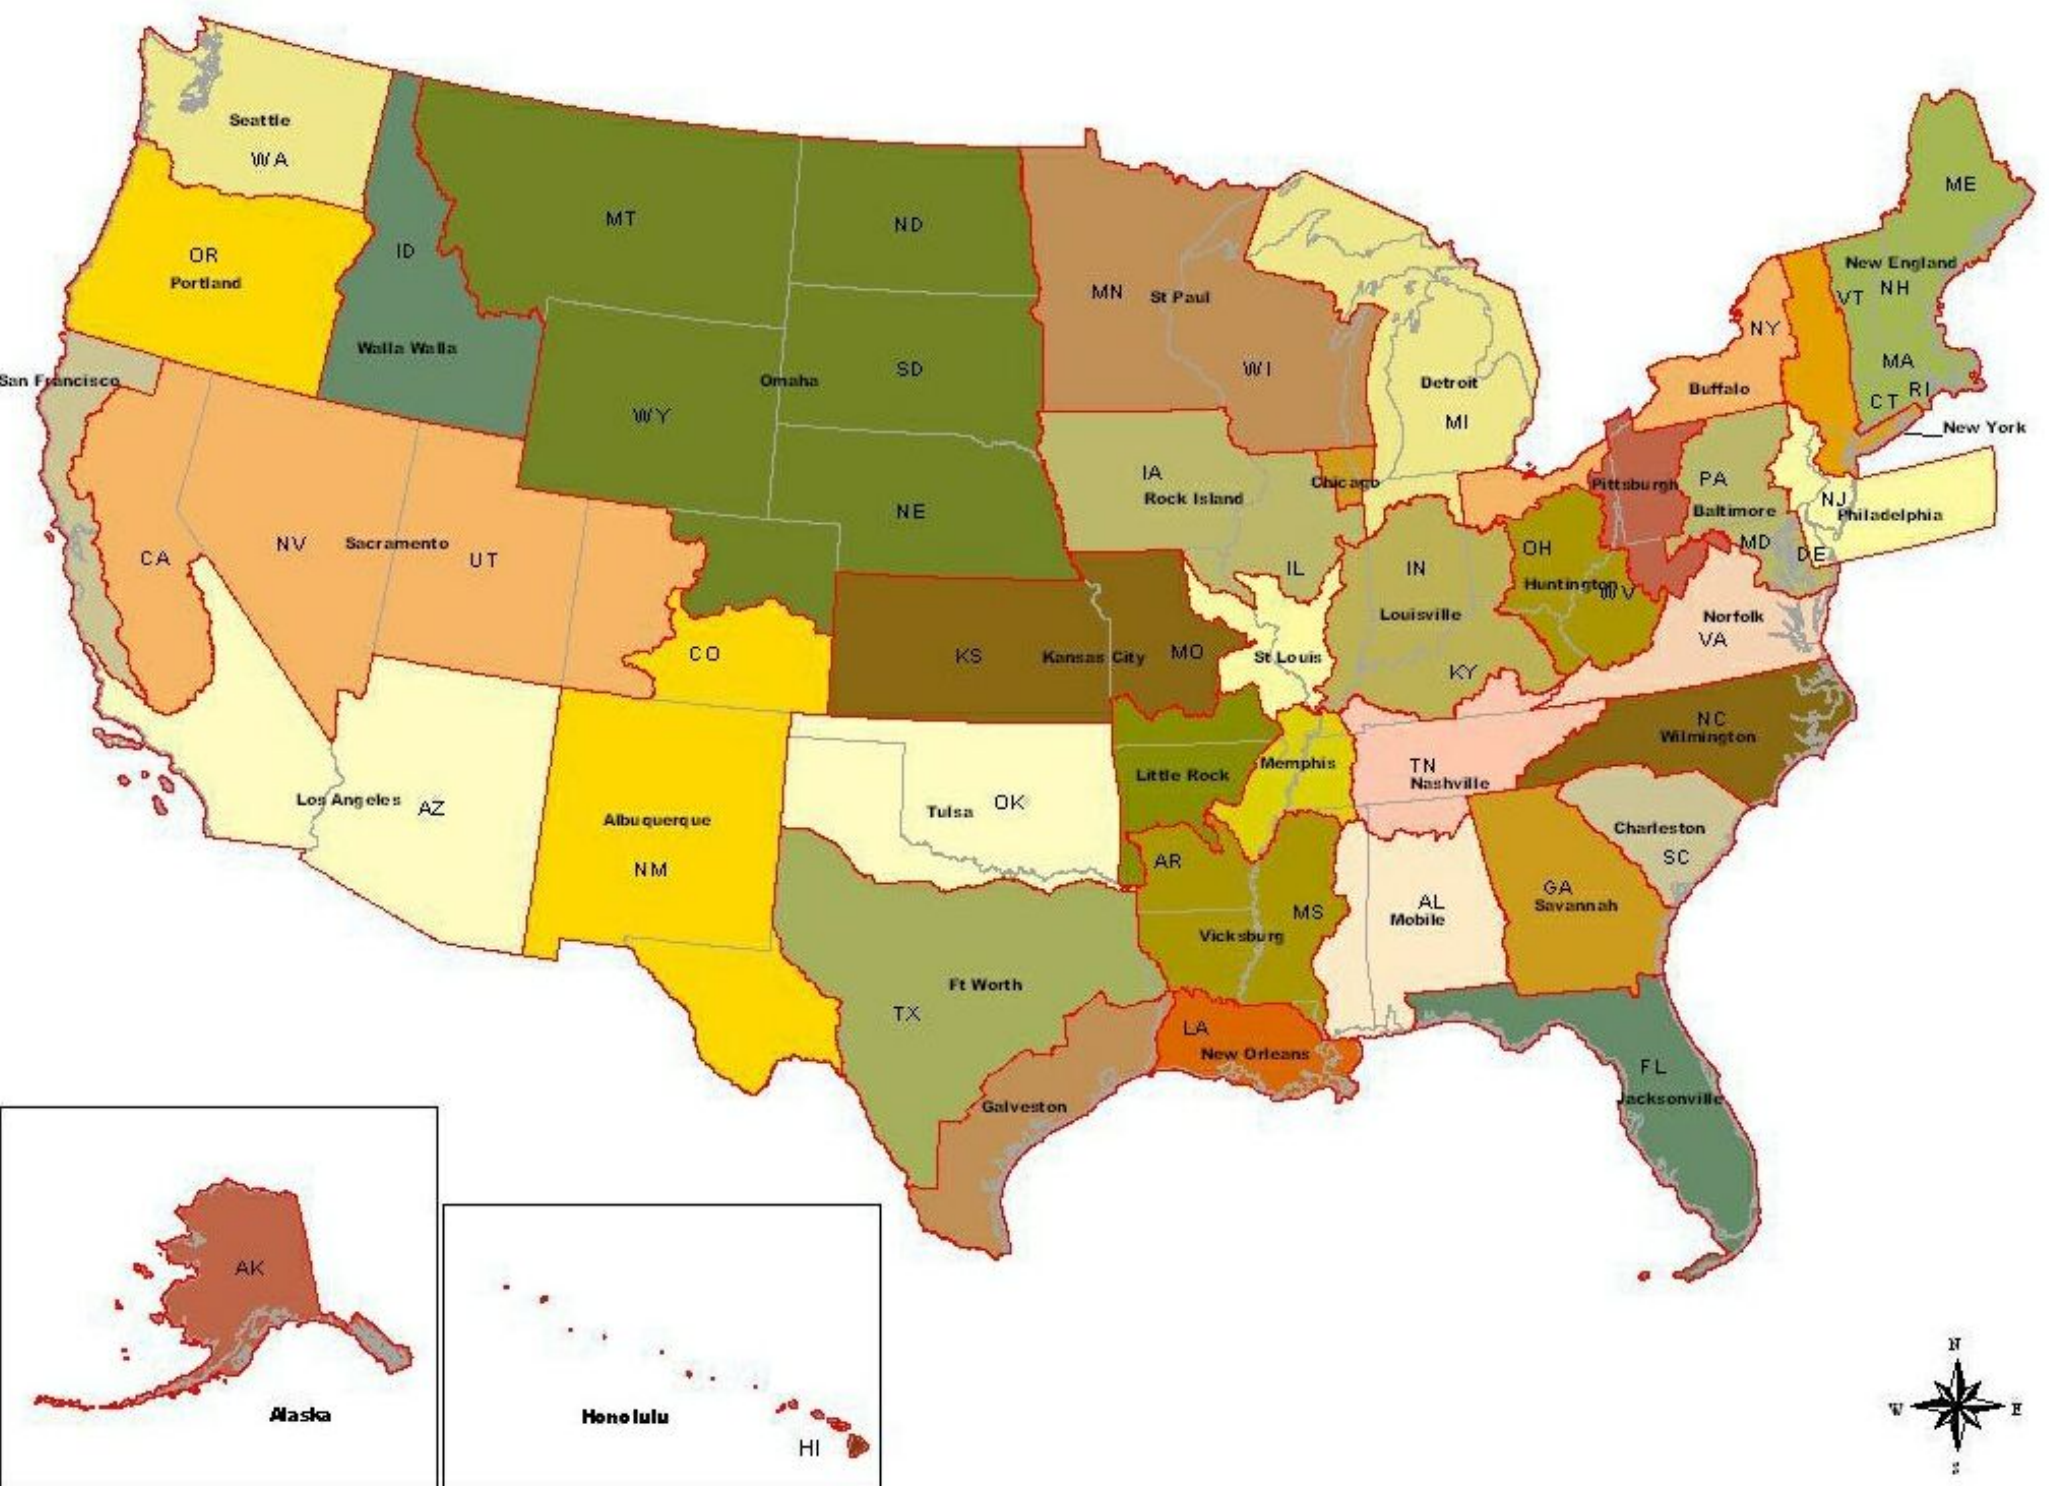 Seattle
WA
OR
Portland
ID
Walla Walla
MT
ND
SD
WY
Omaha
NE
MN
St Paul
WI
Detroit
MI
ME
New England
VT
NH
NY
MA
RI
CT
Buffalo
New York
San Francisco
CA
NV
Sacramento
UT
CO
IA
Rock Island
Chicago
IL
IN
Louisville
KY
OH
Huntington
WV
Pittsburgh
PA
Baltimore
MD
DE
NJ
Philadelphia
Norfolk
VA
KS
Kansas City
MO
St Louis
NC
Wilmington
Los Angeles
AZ
Albuquerque
NM
Tulsa
OK
Little Rock
Memphis
TN
Nashville
Charleston
SC
AR
MS
Vicksburg
AL
Mobile
GA
Savannah
Ft Worth
TX
LA
New Orleans
Galveston
FL
Jacksonville
AK
Alaska
Honolulu
HI
N
W
E
S